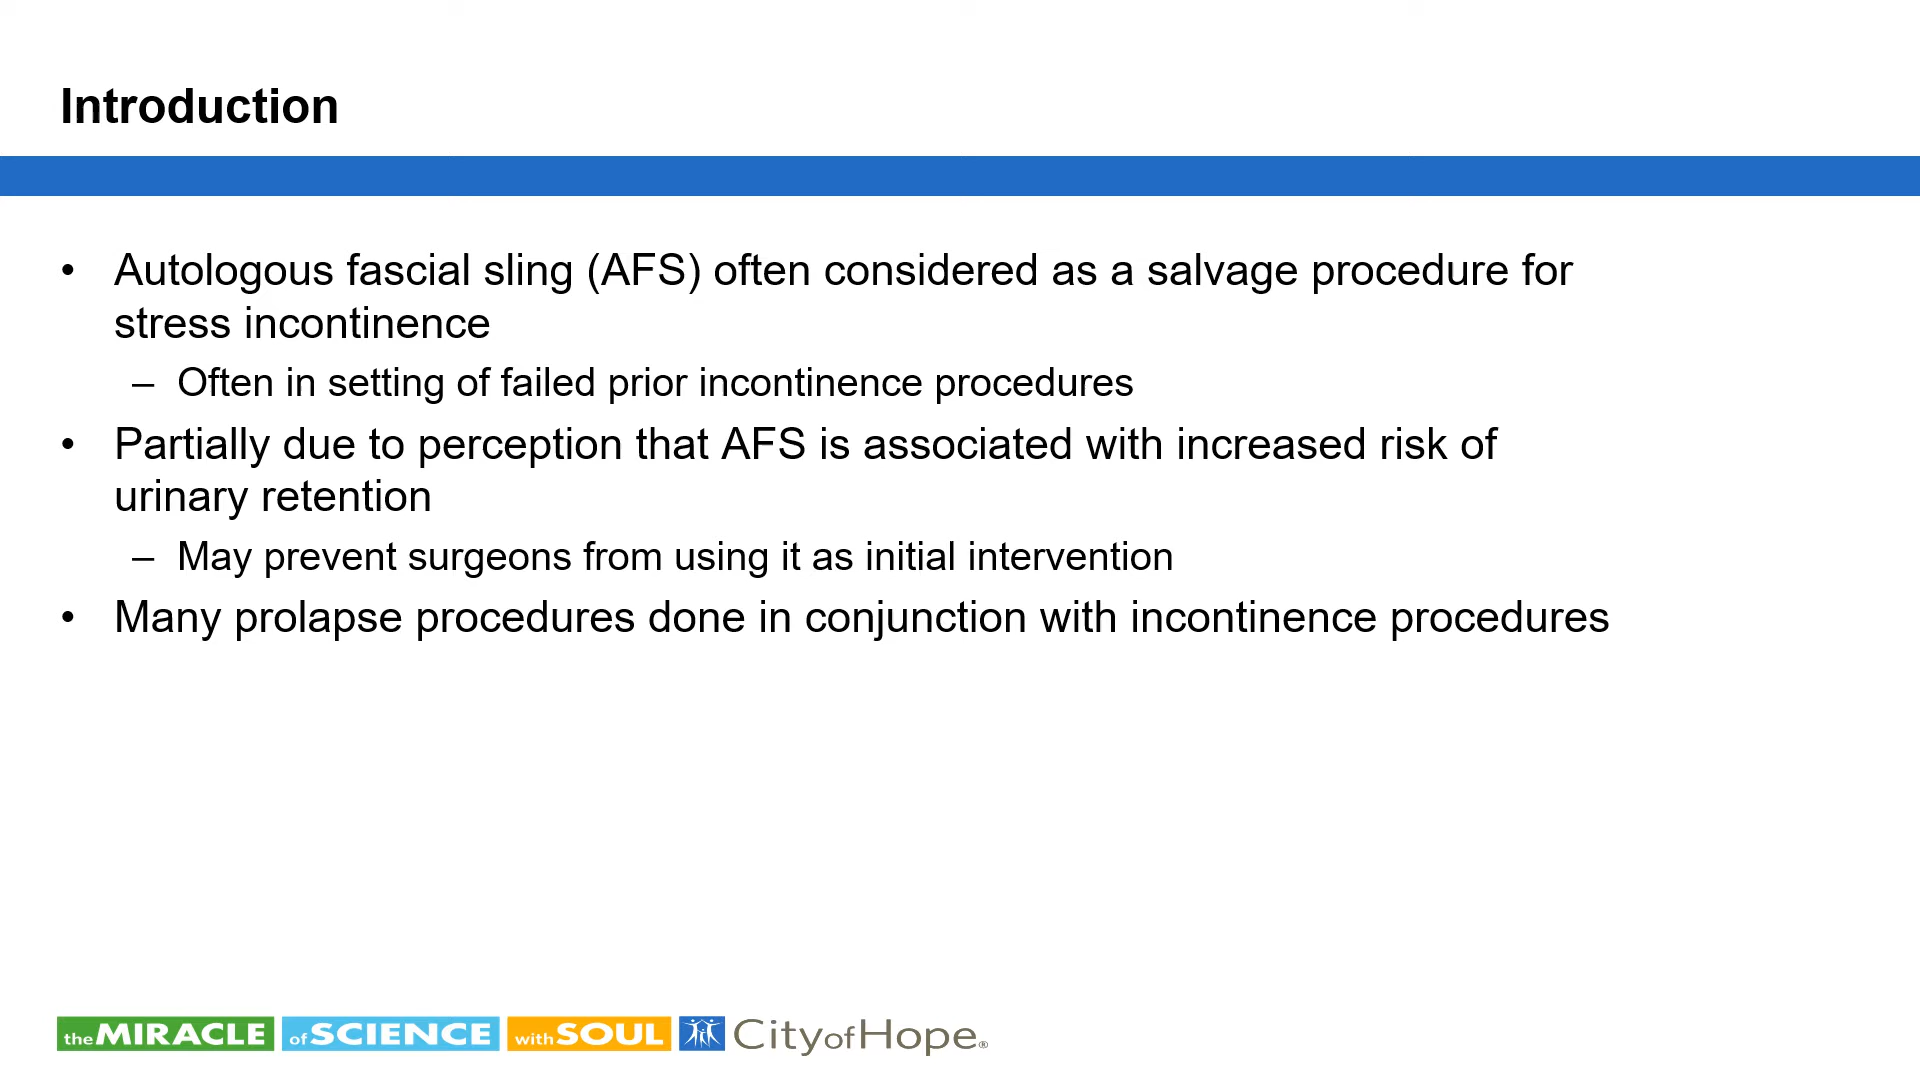 Introduction
• Autologous fascial sling (AFS) often considered as a salvage procedure for
stress incontinence
– Often in setting of failed prior incontinence procedures
• Partially due to perception that AFS is associated with increased risk of
urinary retention
– May prevent surgeons from using it as initial intervention
• Many prolapse procedures done in conjunction with incontinence procedures
the MIRACLE of SCIENCE with SOUL CityofHope®